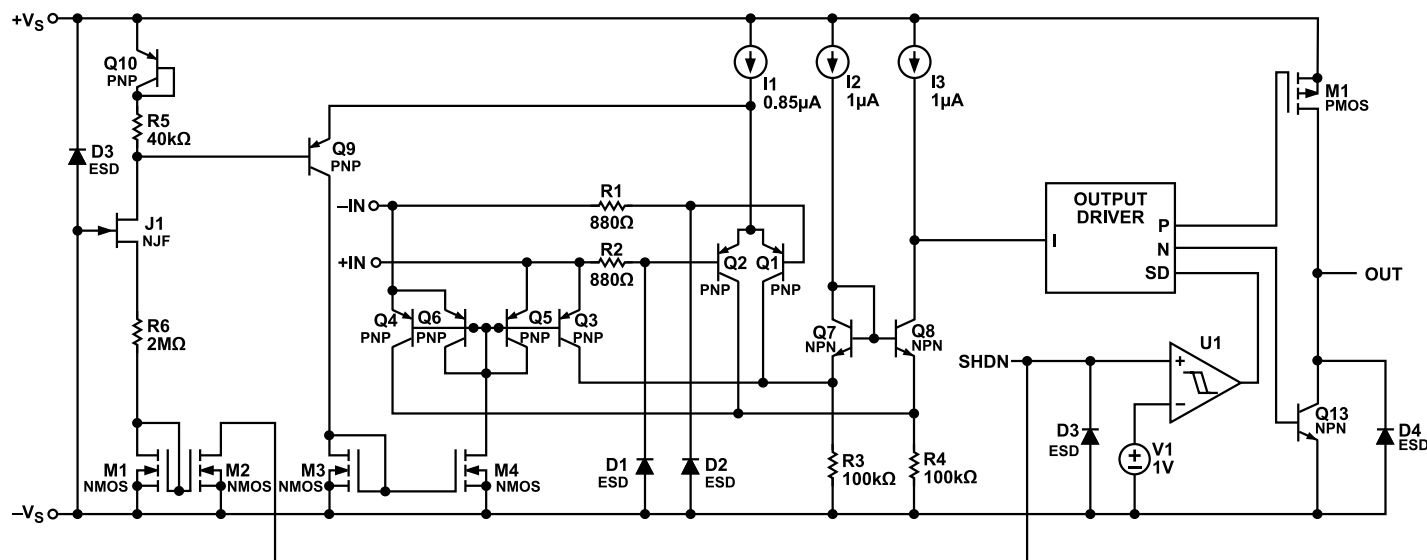 +VS
Q10
PNP
R5
40kΩ
D3
ESD
J1
NJF
R6
2MΩ
M1
NMOS
M2
NMOS
–VS
Q9
PNP
M3
NMOS
M4
NMOS
–IN
+IN
R1
880Ω
R2
880Ω
Q4
PNP
Q6
PNP
Q5
Q3
PNP
D1
ESD
D2
ESD
I1
0.85µA
Q2
PNP
Q1
PNP
I2
1µA
I3
1µA
Q7
NPN
Q8
NPN
R3
100kΩ
R4
100kΩ
OUTPUT
DRIVER
I
P
N
SD
SHDN
D3
ESD
U1
+
–
V1
1V
M1
PMOS
OUT
Q13
NPN
D4
ESD